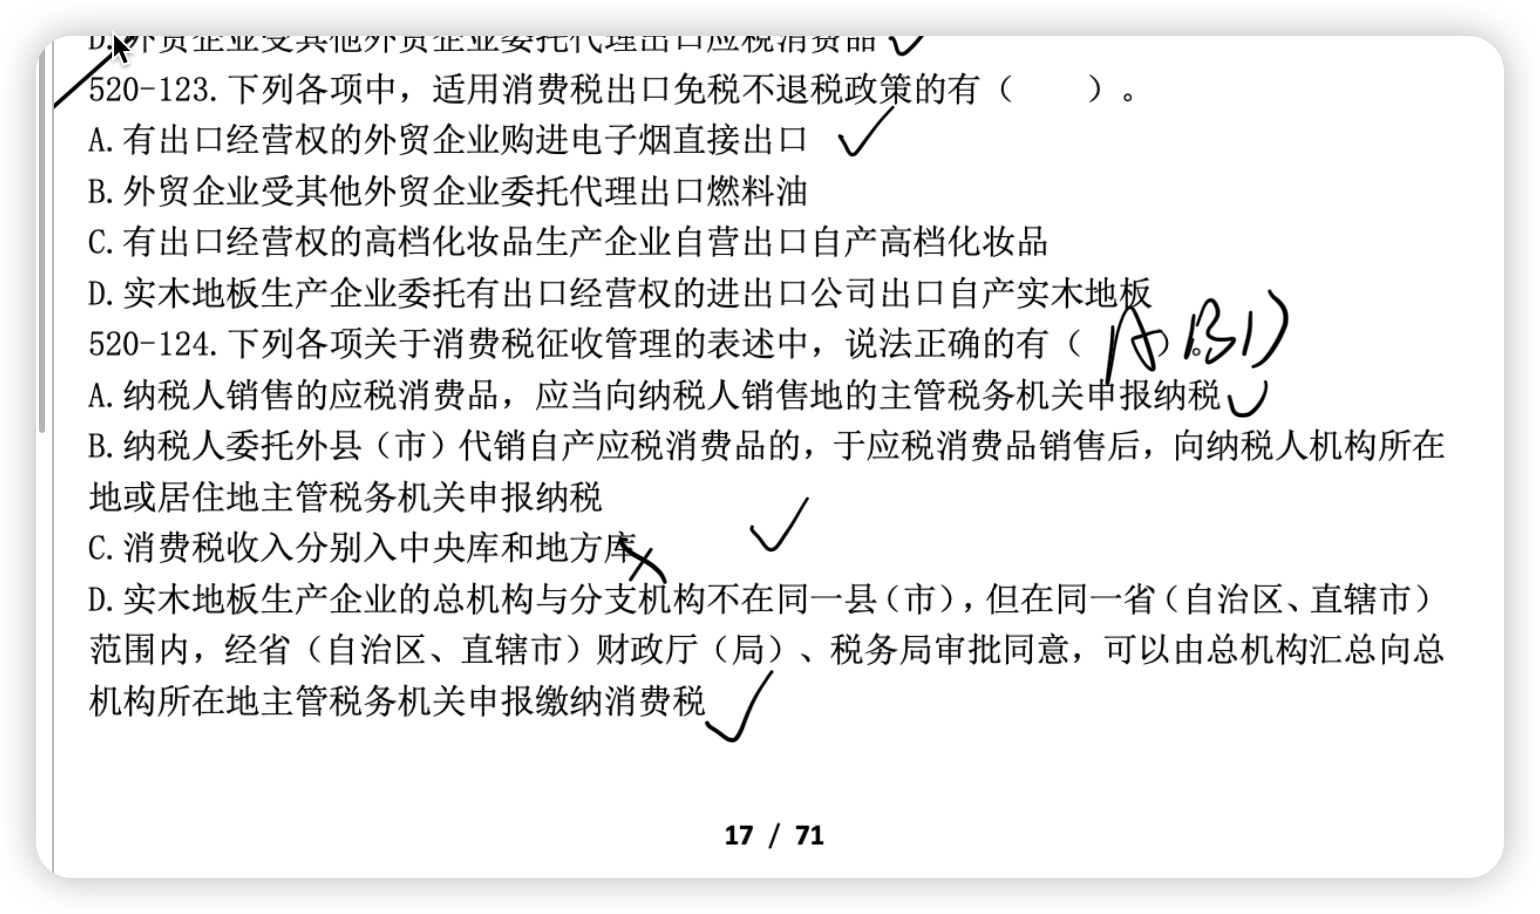 D.外贸企业受其他外贸企业委托代理出口应税消费品
520-123.下列各项中，适用消费税出口免税不退税政策的有（　　）。
A.有出口经营权的外贸企业购进电子烟直接出口
B.外贸企业受其他外贸企业委托代理出口燃料油
C.有出口经营权的高档化妆品生产企业自营出口自产高档化妆品
D.实木地板生产企业委托有出口经营权的进出口公司出口自产实木地板
520-124.下列各项关于消费税征收管理的表述中，说法正确的有（ABD）。
A.纳税人销售的应税消费品，应当向纳税人销售地的主管税务机关申报纳税
B.纳税人委托外县（市）代销自产应税消费品的，于应税消费品销售后，向纳税人机构所在
地或居住地主管税务机关申报纳税
C.消费税收入分别入中央库和地方库
D.实木地板生产企业的总机构与分支机构不在同一县（市），但在同一省（自治区、直辖市）
范围内，经省（自治区、直辖市）财政厅（局）、税务局审批同意，可以由总机构汇总向总
机构所在地主管税务机关申报缴纳消费税
17 / 71